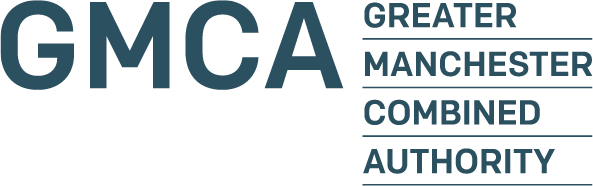 GMCA
GREATER
MANCHESTER
COMBINED
AUTHORITY